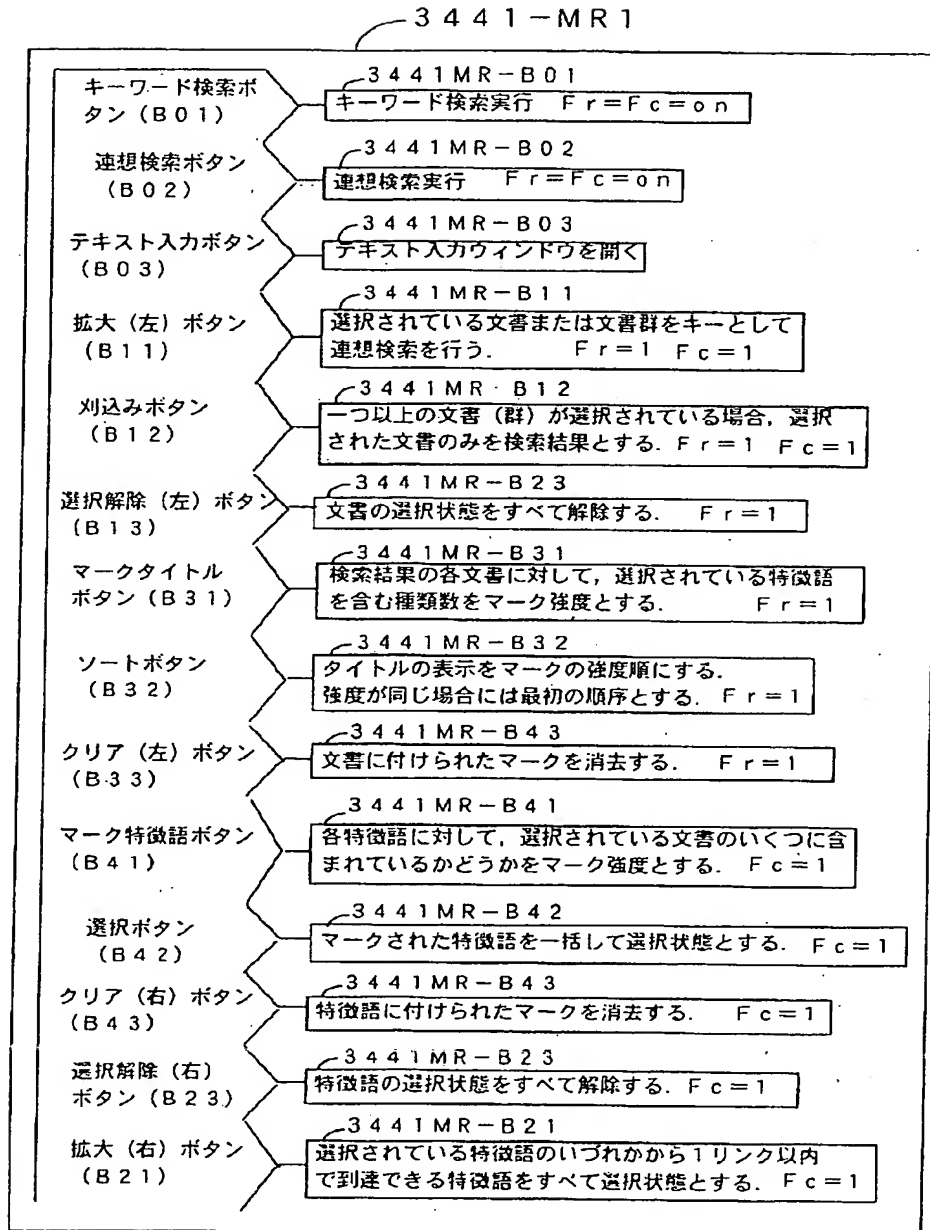 3441-MR1
キーワード検索ボ
タン(B01)
3441MR-B01
キーワード検索実行 Fr=Fc=on
連想検索ボタン
(B02)
3441MR-B02
連想検索実行 Fr=Fc=on
テキスト入力ボタン
(B03)
3441MR-B03
テキスト入力ウィンドウを開く
拡大(左)ボタン
(B11)
3441MR-B11
選択されている文書または文書群をキーとして
連想検索を行う. Fr=1 Fc=1
刈込みボタン
(B12)
3441MR B12
一つ以上の文書(群)が選択されている場合,選択
された文書のみを検索結果とする. Fr=1 Fc=1
選択解除(左)ボタン
(B13)
3441MR-B23
文書の選択状態をすべて解除する. Fr=1
マークタイトル
ボタン(B31)
3441MR-B31
検索結果の各文書に対して,選択されている特徴語
を含む種類数をマーク強度とする. Fr=1
ソートボタン
(B32)
3441MR-B32
タイトルの表示をマークの強度順にする.
強度が同じ場合には最初の順序とする. Fr=1
クリア(左)ボタン
(B33)
3441MR-B43
文書に付けられたマークを消去する. Fr=1
マーク特徴語ボタン
(B41)
3441MR-B41
各特徴語に対して,選択されている文書のいくつに含
まれているかどうかをマーク強度とする. Fc=1
選択ボタン
(B42)
3441MR-B42
マークされた特徴語を一括して選択状態とする. Fc=1
クリア(右)ボタン
(B43)
3441MR-B43
特徴語に付けられたマークを消去する. Fc=1
選択解除(右)
ボタン(B23)
3441MR-B23
特徴語の選択状態をすべて解除する. Fc=1
拡大(右)ボタン
(B21)
3441MR-B21
選択されている特徴語のいづれかから1リンク以内
で到達できる特徴語をすべて選択状態とする. Fc=1